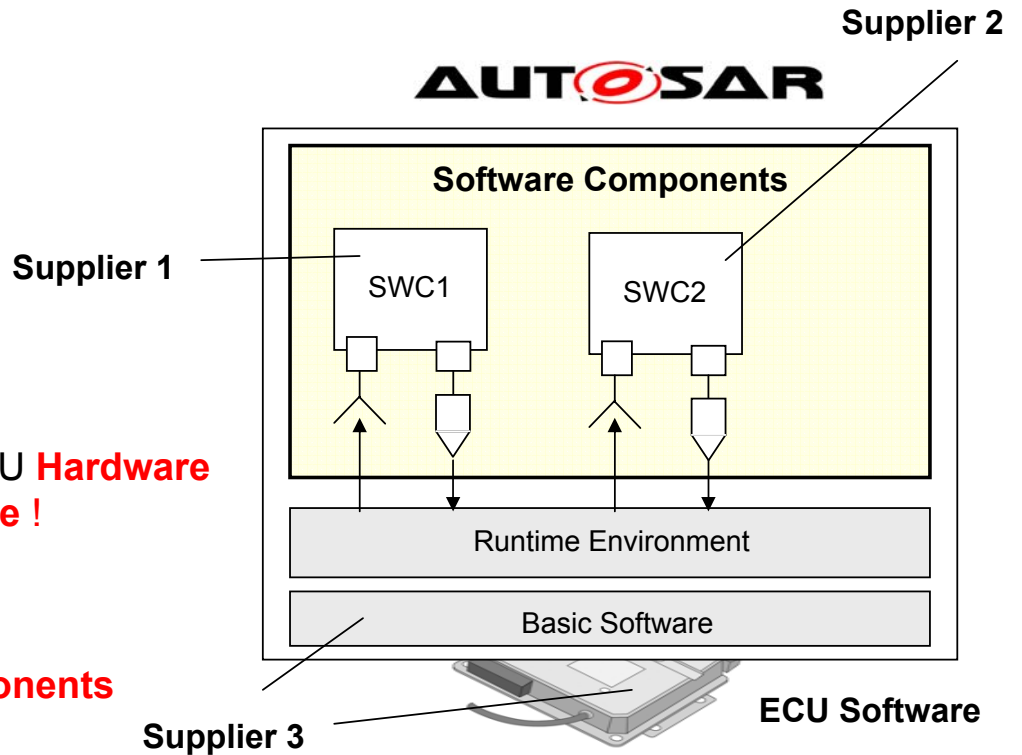 Supplier 2
AUTOSAR
Software Components
Supplier 1
SWC1
SWC2
U Hardware
e !
Runtime Environment
Basic Software
onents
ECU Software
Supplier 3